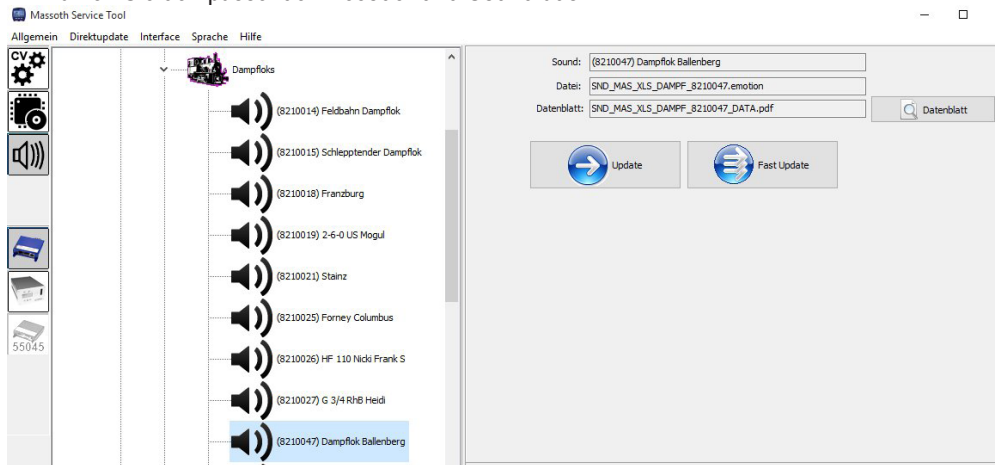 Massoth Service Tool
Allgemein Direktupdate Interface Sprache Hilfe
CV
55045
Dampfloks
(8210014) Feldbahn Dampflok
(8210015) Schlepptender Dampflok
(8210018) Franzburg
(8210019) 2-6-0 US Mogul
(8210021) Stainz
(8210025) Forney Columbus
(8210026) HF 110 Nicki Frank S
(8210027) G 3/4 RhB Heidi
(8210047) Dampflok Ballenberg
Sound: (8210047) Dampflok Ballenberg
Datei: SND_MAS_XLS_DAMPF_8210047.emotion
Datenblatt: SND_MAS_XLS_DAMPF_8210047_DATA.pdf Datenblatt
Update Fast Update